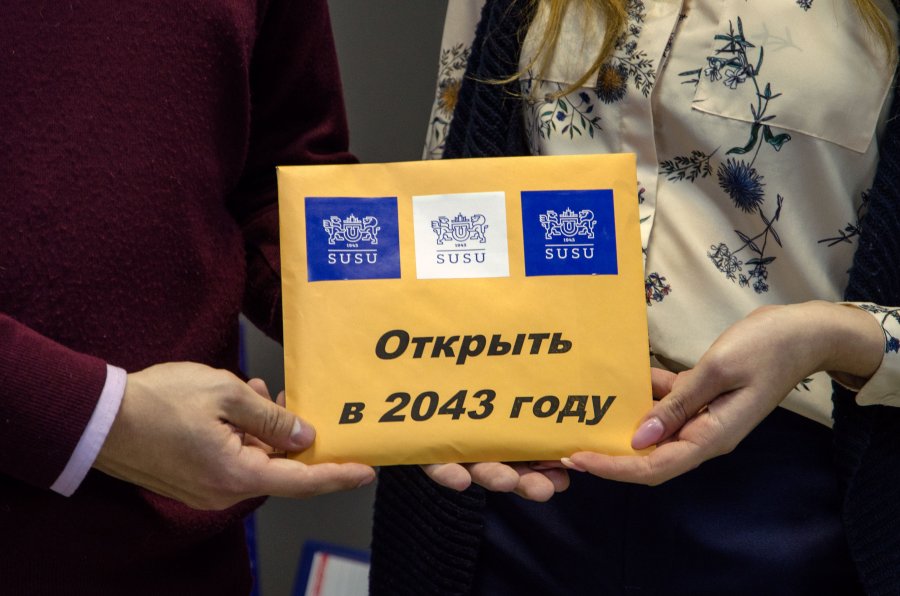 1943 1943 1943
SUSU SUSU SUSU
Открыть
в 2043 году